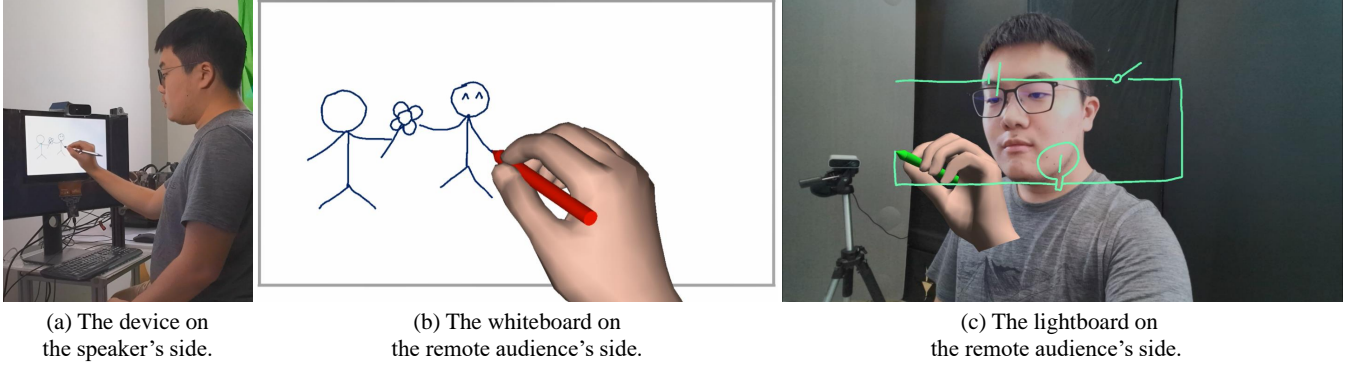 (a) The device on
the speaker’s side.
(b) The whiteboard on
the remote audience’s side.
(c) The lightboard on
the remote audience’s side.